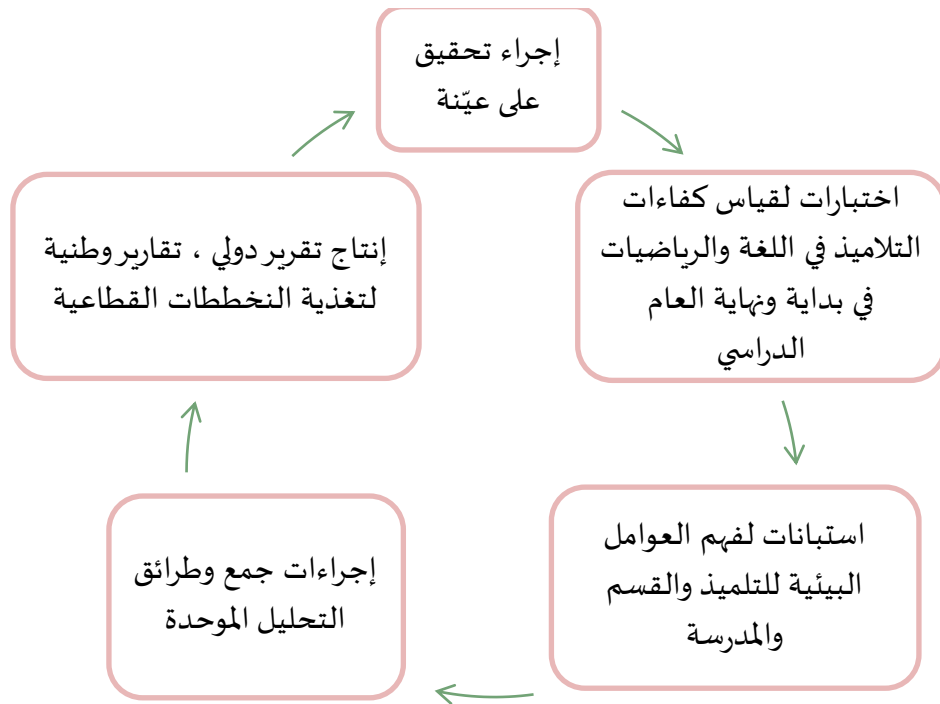 إجراء تحقيق
على عيّنة
اختبارات لقياس كفاءات
التلاميذ في اللغة والرياضيات
في بداية ونهاية العام
الدراسي
استبانات لفهم العوامل
البيئية للتلميذ والقسم
والمدرسة
إجراءات جمع وطرائق
التحليل الموحدة
إنتاج تقرير دولي ، تقارير وطنية
لتغذية النخططات القطاعية